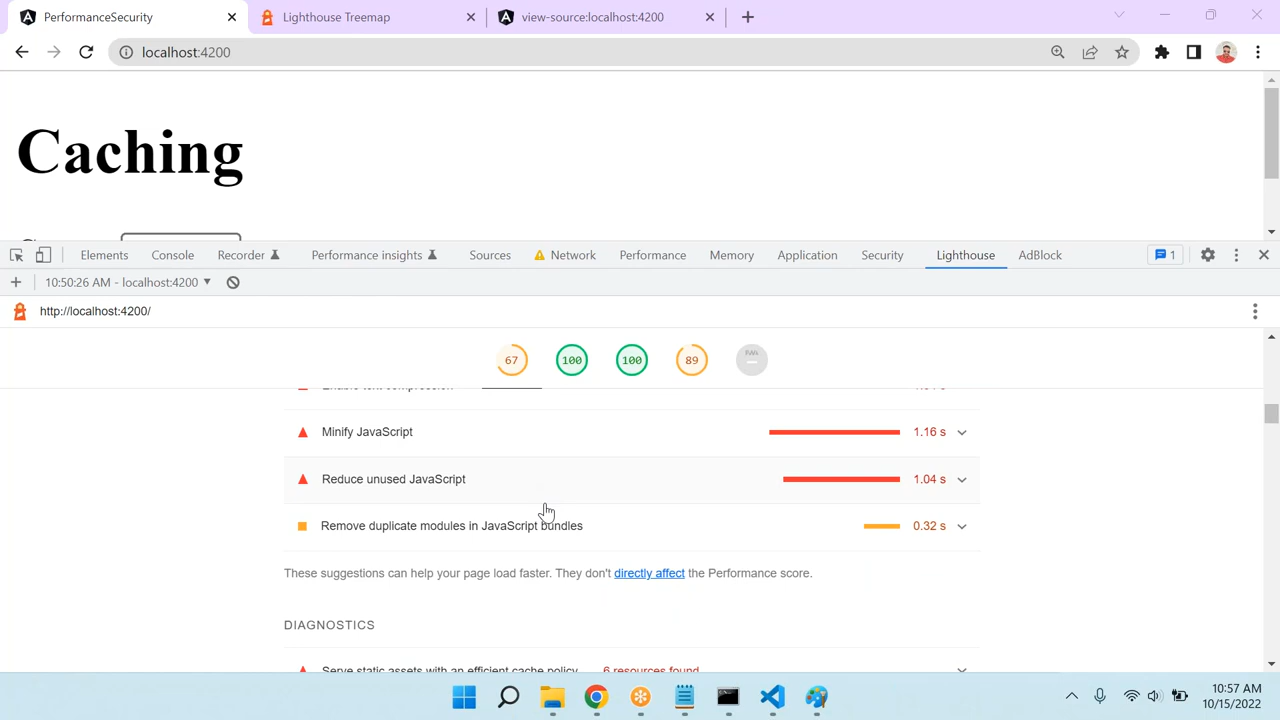 PerformanceSecurity
Lighthouse Treemap
view-source:localhost:4200
localhost:4200
Caching
Elements
Console
Recorder
Performance insights
Sources
Network
Performance
Memory
Application
Security
Lighthouse
AdBlock
1
10:50:26 AM - localhost:4200
http://localhost:4200/
67
100
100
89
PWA
Enable text compression
Minify JavaScript
1.16 s
Reduce unused JavaScript
1.04 s
Remove duplicate modules in JavaScript bundles
0.32 s
These suggestions can help your page load faster. They don't directly affect the Performance score.
DIAGNOSTICS
Serve static assets with an efficient cache policy
6 resources found
10:57 AM
10/15/2022